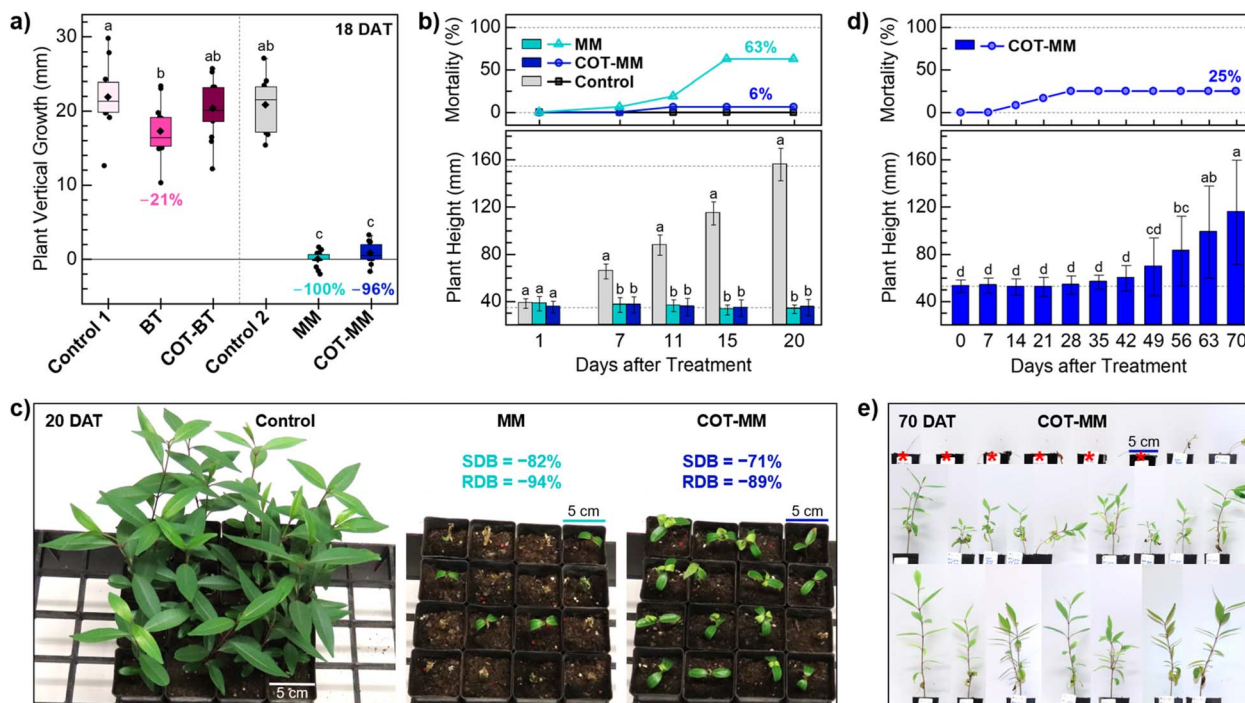 a)
18 DAT
Plant Vertical Growth (mm)
30
20
10
0
a
b
ab
ab
c
c
−21%
−100%
−96%
Control 1
BT
COT-BT
Control 2
MM
COT-MM
b)
Mortality (%)
100
50
0
MM
COT-MM
Control
63%
6%
Plant Height (mm)
160
120
80
40
a a a
a b b
a b b
a b b
a b b
1 7 11 15 20
Days after Treatment
d)
Mortality (%)
100
50
0
COT-MM
25%
Plant Height (mm)
160
120
80
40
d d d d d d d cd bc ab a
0 7 14 21 28 35 42 49 56 63 70
Days after Treatment
c)
20 DAT
Control
MM
COT-MM
SDB = −82%
RDB = −94%
SDB = −71%
RDB = −89%
5 cm
5 cm
5 cm
e)
70 DAT
COT-MM
5 cm
* * * * * *